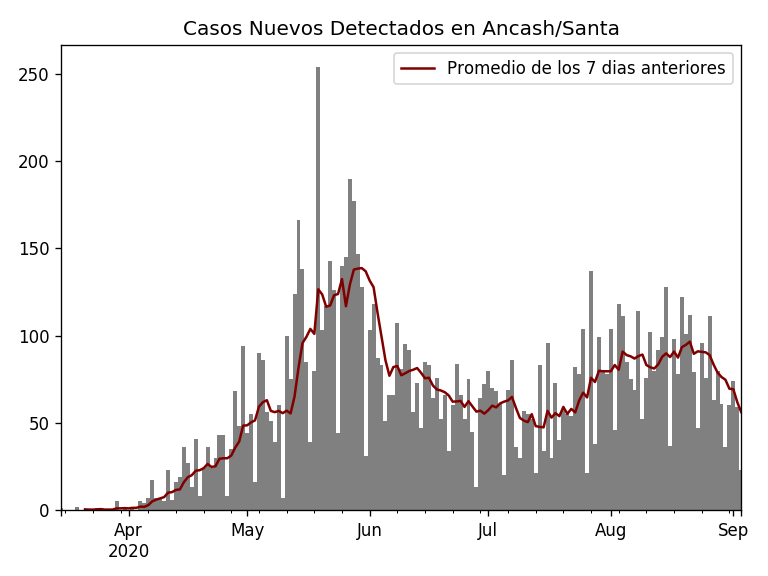 Casos Nuevos Detectados en Ancash/Santa
Promedio de los 7 dias anteriores
250
200
150
100
50
0
Apr May Jun Jul Aug Sep
2020